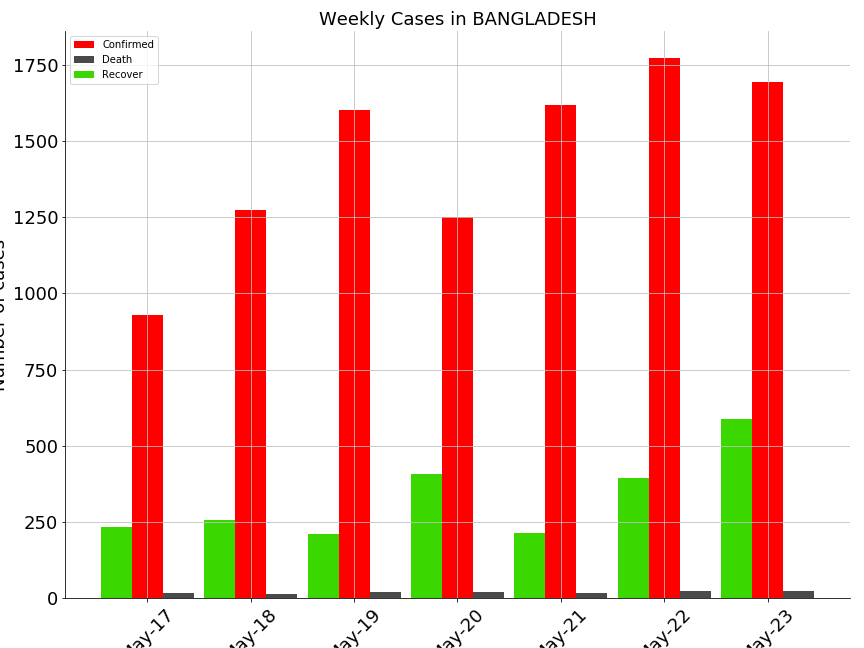 Weekly Cases in BANGLADESH
Confirmed
Death
Recover
1750
1500
1250
1000
750
500
250
0
May-17
May-18
May-19
May-20
May-21
May-22
May-23
Number of cases